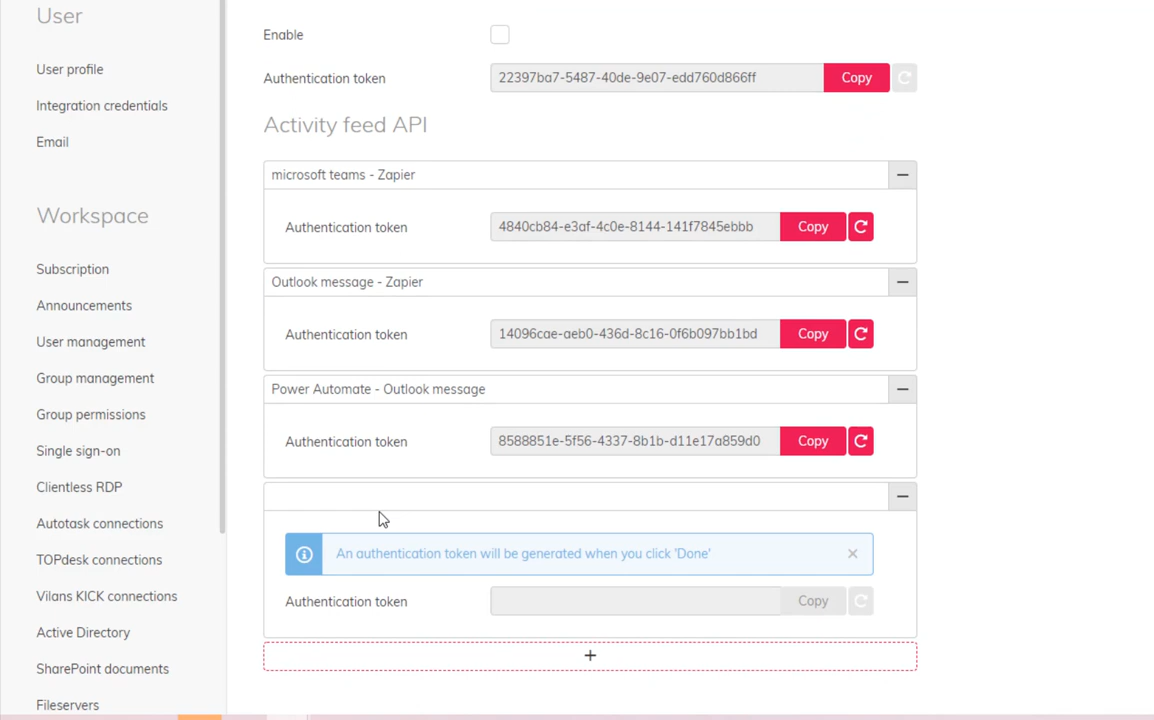 User
User profile
Integration credentials
Email
Workspace
Subscription
Announcements
User management
Group management
Group permissions
Single sign-on
Clientless RDP
Autotask connections
TOPdesk connections
Vilans KICK connections
Active Directory
SharePoint documents
Fileservers
Enable
Authentication token 22397ba7-5487-40de-9e07-edd760d866ff Copy
Activity feed API
microsoft teams - Zapier
Authentication token 4840cb84-e3af-4c0e-8144-141f7845ebbb Copy
Outlook message - Zapier
Authentication token 14096cae-aeb0-436d-8c16-0f6b097bb1bd Copy
Power Automate - Outlook message
Authentication token 8588851e-5f56-4337-8b1b-d11e17a859d0 Copy
An authentication token will be generated when you click 'Done'
Authentication token Copy